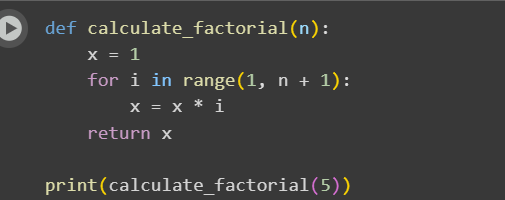 def calculate_factorial(n):
    x = 1
    for i in range(1, n + 1):
        x = x * i
    return x

print(calculate_factorial(5))